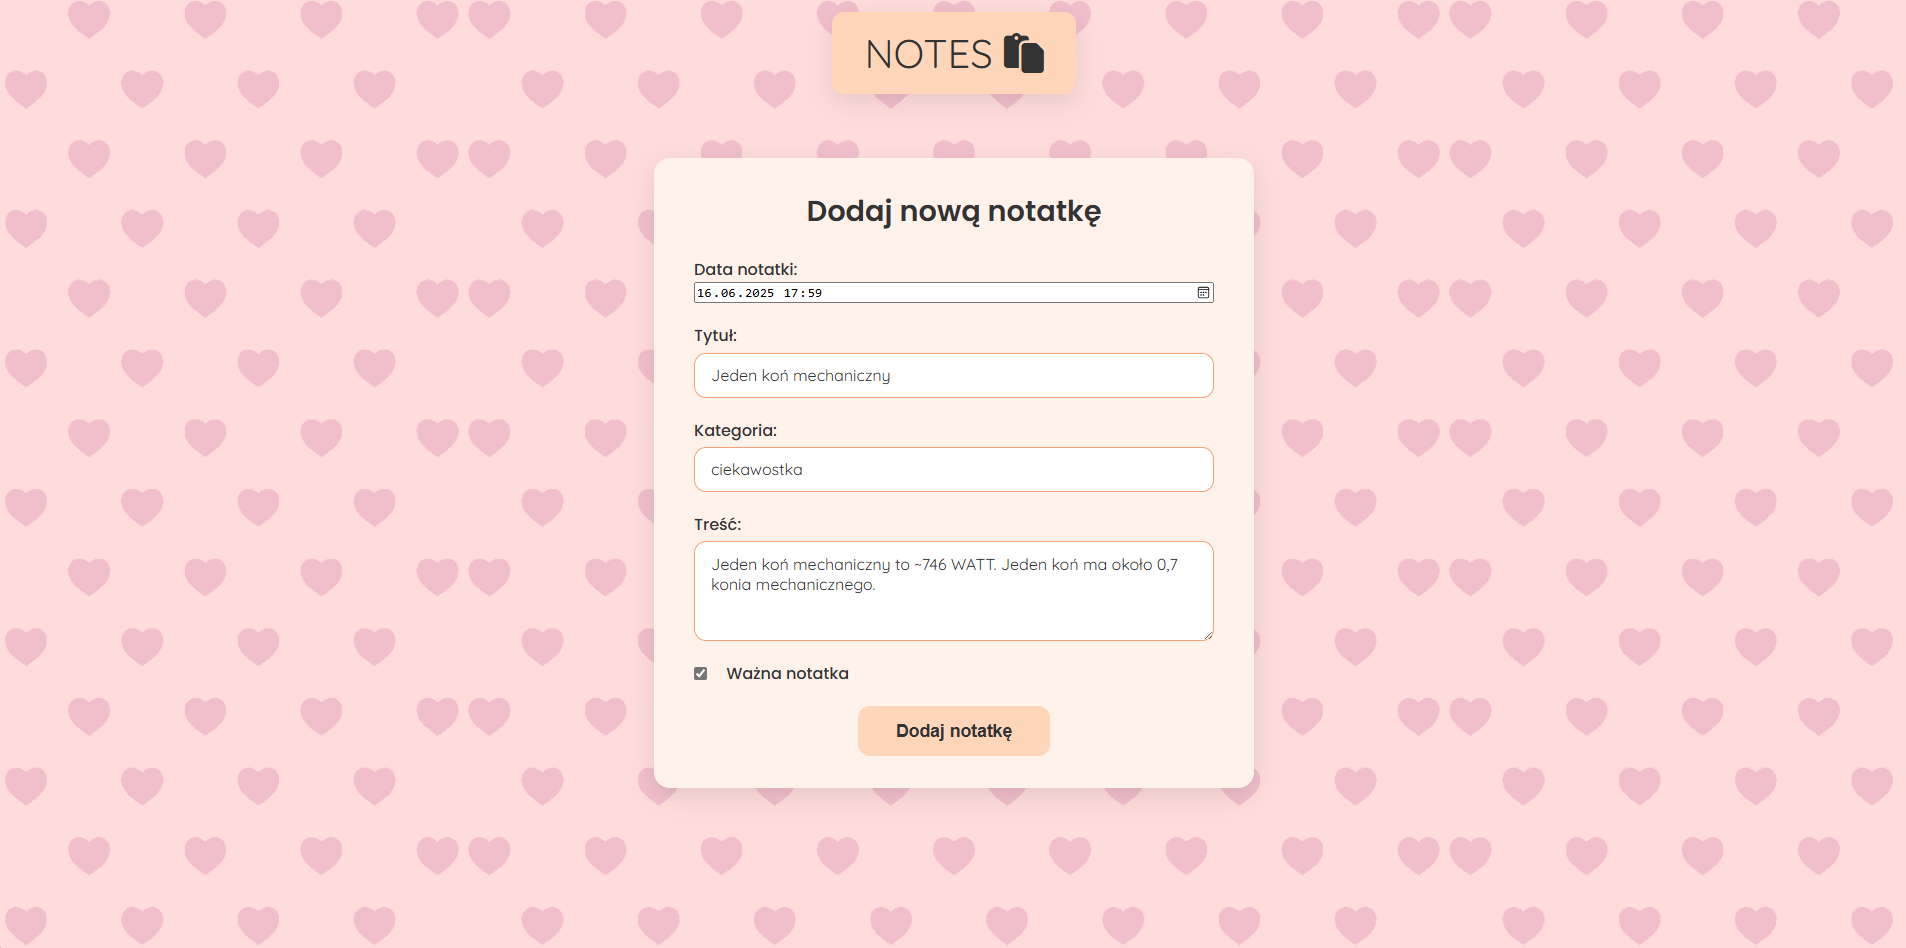 NOTES
Dodaj nową notatkę
Data notatki:
16.06.2025 17:59
Tytuł:
Jeden koń mechaniczny
Kategoria:
ciekawostka
Treść:
Jeden koń mechaniczny to ~746 WATT. Jeden koń ma około 0,7
konia mechanicznego.
Ważna notatka
Dodaj notatkę